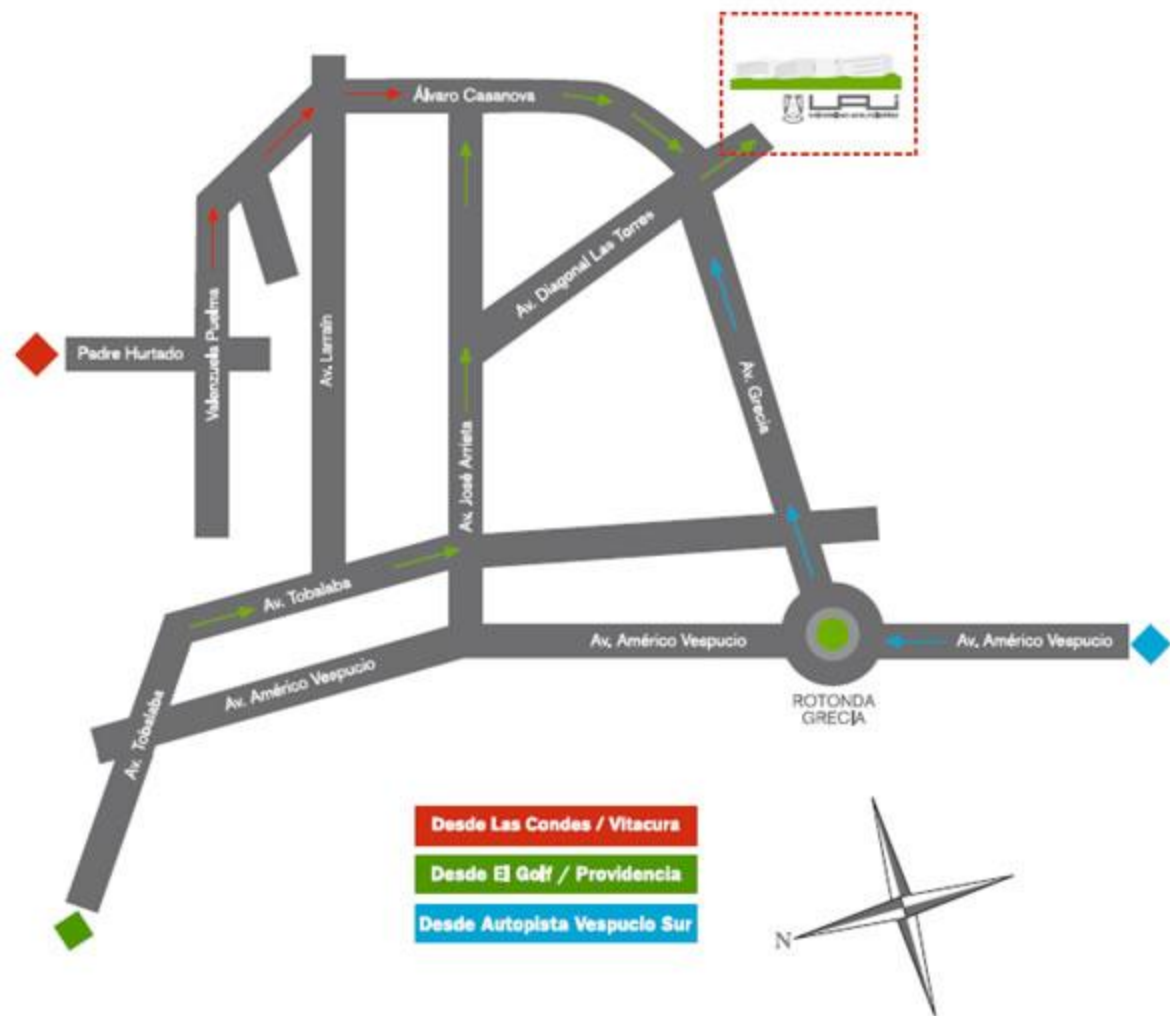 Álvaro Casanova
Av. Diagonal Las Torres
Padre Hurtado
Valenzuela Puelma
Av. Larraín
Av. José Arrieta
Av. Grecia
Av. Tobalaba
Av. Américo Vespucio
Av. Américo Vespucio
Av. Américo Vespucio
ROTONDA
GRECIA
Av. Tobalaba
Desde Las Condes / Vitacura
Desde El Golf / Providencia
Desde Autopista Vespucio Sur
N